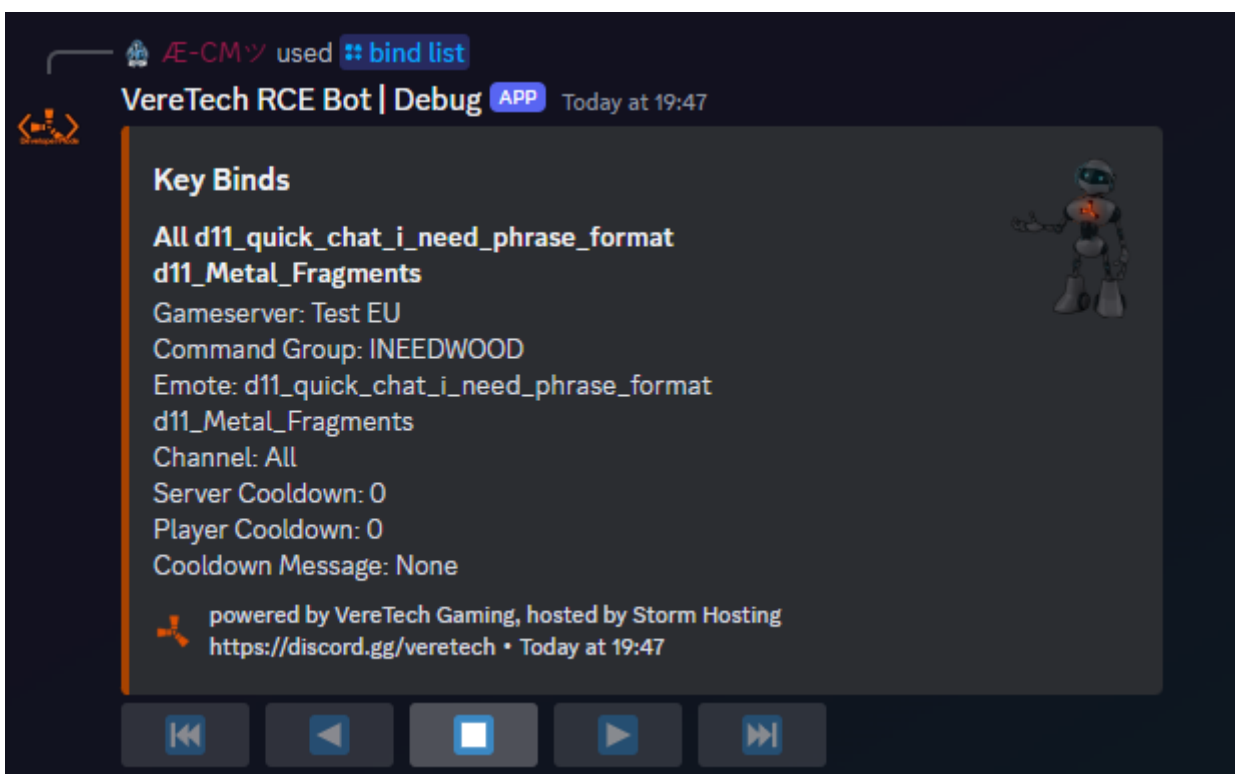 Æ-CMツ used bind list
VereTech RCE Bot | Debug APP Today at 19:47
Key Binds
All d11_quick_chat_i_need_phrase_format
d11_Metal_Fragments
Gameserver: Test EU
Command Group: INEEDWOOD
Emote: d11_quick_chat_i_need_phrase_format
d11_Metal_Fragments
Channel: All
Server Cooldown: 0
Player Cooldown: 0
Cooldown Message: None
powered by VereTech Gaming, hosted by Storm Hosting
https://discord.gg/veretech • Today at 19:47